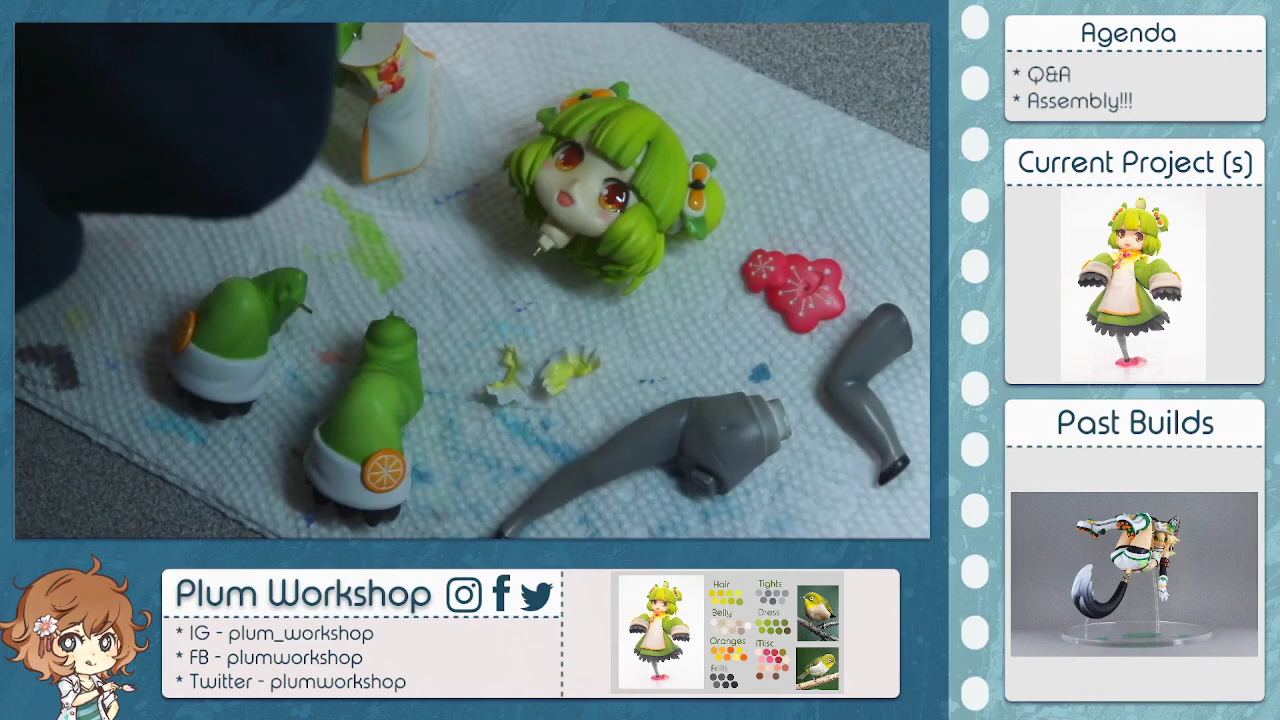 Agenda
* Q&A
* Assembly!!!
Current Project (s)
Past Builds
Plum Workshop
* IG - plum_workshop
* FB - plumworkshop
* Twitter - plumworkshop
Hair
Tights
Belly
Dress
Oranges
Misc
Frills